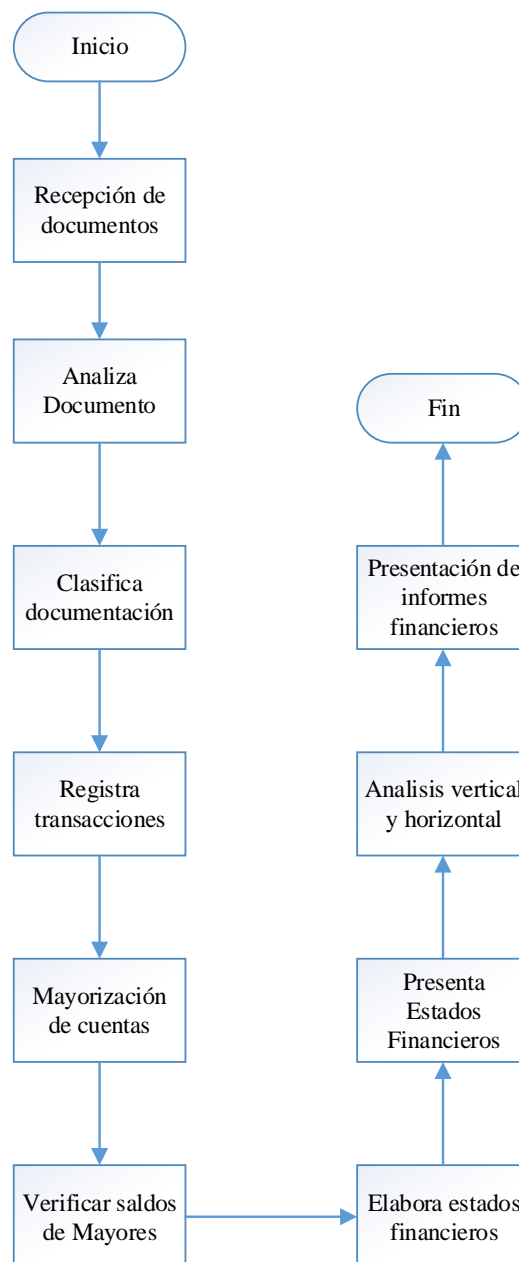 Inicio
Recepción de
documentos
Analiza
Documento
Clasifica
documentación
Registra
transacciones
Mayorización
de cuentas
Verificar saldos
de Mayores
Elabora estados
financieros
Presenta
Estados
Financieros
Analisis vertical
y horizontal
Presentación de
informes
financieros
Fin